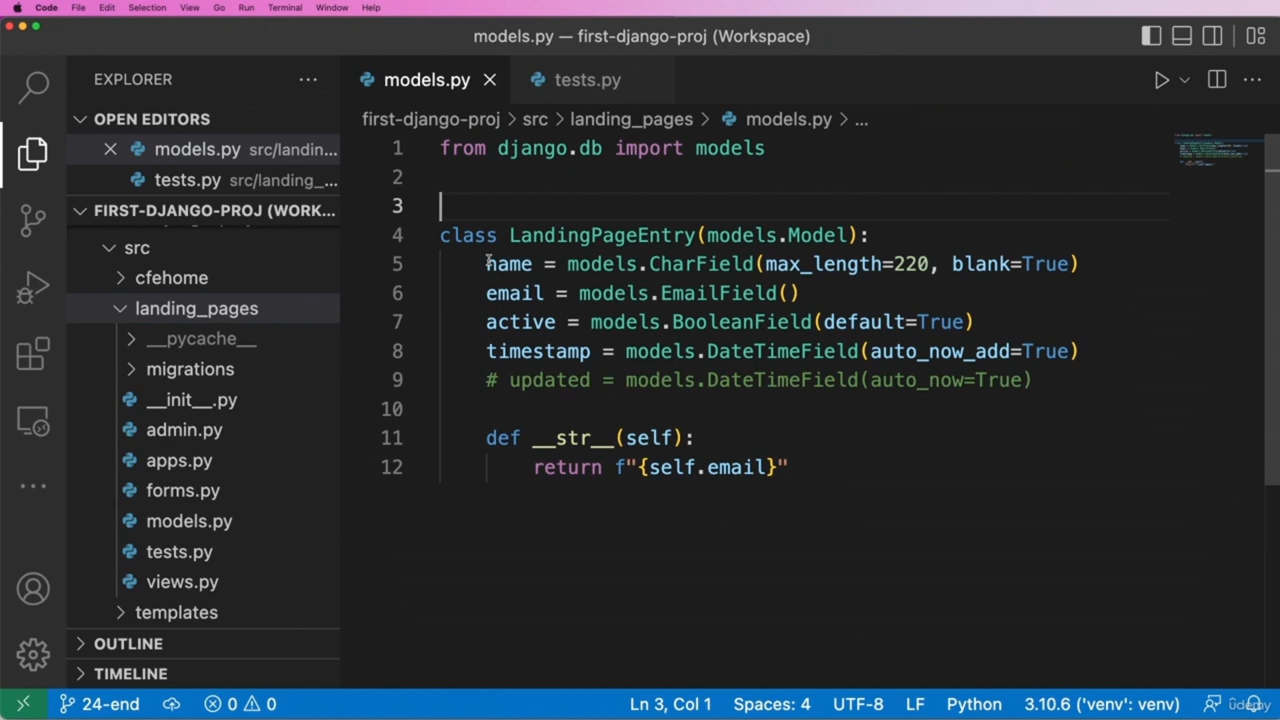 Code File Edit Selection View Go Run Terminal Window Help
models.py — first-django-proj (Workspace)
EXPLORER
OPEN EDITORS
models.py src/landin...
tests.py src/landing_...
FIRST-DJANGO-PROJ (WORK...
src
cfehome
landing_pages
__pycache__
migrations
__init__.py
admin.py
apps.py
forms.py
models.py
tests.py
views.py
templates
OUTLINE
TIMELINE
models.py tests.py
first-django-proj > src > landing_pages > models.py > ...
1 from django.db import models
2
3
4 class LandingPageEntry(models.Model):
5 name = models.CharField(max_length=220, blank=True)
6 email = models.EmailField()
7 active = models.BooleanField(default=True)
8 timestamp = models.DateTimeField(auto_now_add=True)
9 # updated = models.DateTimeField(auto_now=True)
10
11 def __str__(self):
12 return f"{self.email}"
24-end 0 0 Ln 3, Col 1 Spaces: 4 UTF-8 LF Python 3.10.6 ('venv': venv)
udemy